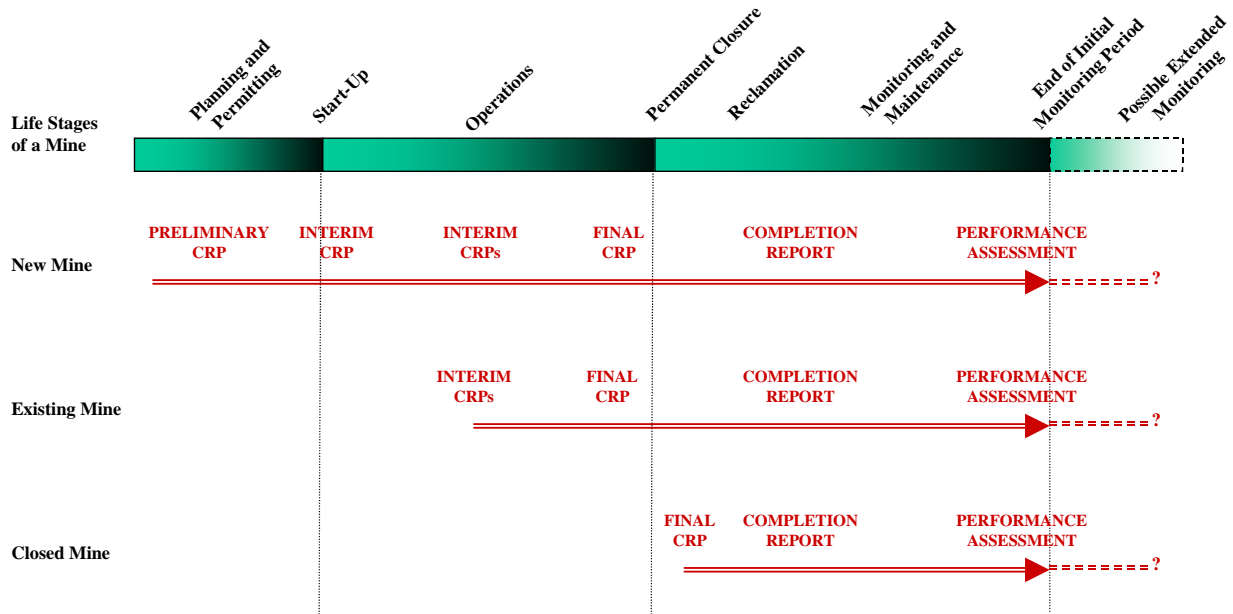 Planning and
Permitting
Start-Up
Operations
Permanent Closure
Reclamation
Monitoring and
Maintenance
End of Initial
Monitoring Period
Possible Extended
Monitoring
Life Stages
of a Mine
PRELIMINARY
CRP
INTERIM
CRP
INTERIM
CRPs
FINAL
CRP
COMPLETION
REPORT
PERFORMANCE
ASSESSMENT
New Mine
?
INTERIM
CRPs
FINAL
CRP
COMPLETION
REPORT
PERFORMANCE
ASSESSMENT
Existing Mine
?
FINAL
CRP
COMPLETION
REPORT
PERFORMANCE
ASSESSMENT
Closed Mine
?